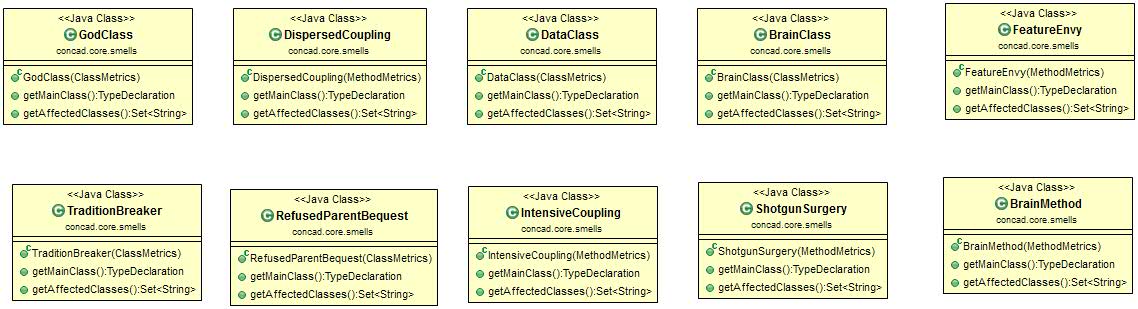 <<Java Class>>
GodClass
concad.core.smells
GodClass(ClassMetrics)
getMainClass():TypeDeclaration
getAffectedClasses():Set<String>
<<Java Class>>
DispersedCoupling
concad.core.smells
DispersedCoupling(MethodMetrics)
getMainClass():TypeDeclaration
getAffectedClasses():Set<String>
<<Java Class>>
DataClass
concad.core.smells
DataClass(ClassMetrics)
getMainClass():TypeDeclaration
getAffectedClasses():Set<String>
<<Java Class>>
BrainClass
concad.core.smells
BrainClass(ClassMetrics)
getMainClass():TypeDeclaration
getAffectedClasses():Set<String>
<<Java Class>>
FeatureEnvy
concad.core.smells
FeatureEnvy(MethodMetrics)
getMainClass():TypeDeclaration
getAffectedClasses():Set<String>
<<Java Class>>
TraditionBreaker
concad.core.smells
TraditionBreaker(ClassMetrics)
getMainClass():TypeDeclaration
getAffectedClasses():Set<String>
<<Java Class>>
RefusedParentBequest
concad.core.smells
RefusedParentBequest(ClassMetrics)
getMainClass():TypeDeclaration
getAffectedClasses():Set<String>
<<Java Class>>
IntensiveCoupling
concad.core.smells
IntensiveCoupling(MethodMetrics)
getMainClass():TypeDeclaration
getAffectedClasses():Set<String>
<<Java Class>>
ShotgunSurgery
concad.core.smells
ShotgunSurgery(MethodMetrics)
getMainClass():TypeDeclaration
getAffectedClasses():Set<String>
<<Java Class>>
BrainMethod
concad.core.smells
BrainMethod(MethodMetrics)
getMainClass():TypeDeclaration
getAffectedClasses():Set<String>